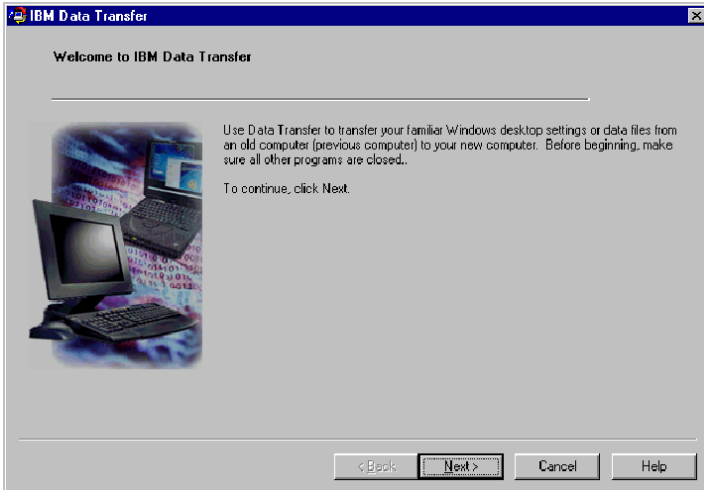 IBM Data Transfer
Welcome to IBM Data Transfer
Use Data Transfer to transfer your familiar Windows desktop settings or data files from
an old computer (previous computer) to your new computer. Before beginning, make
sure all other programs are closed..
To continue, click Next.
< Back
Next >
Cancel
Help